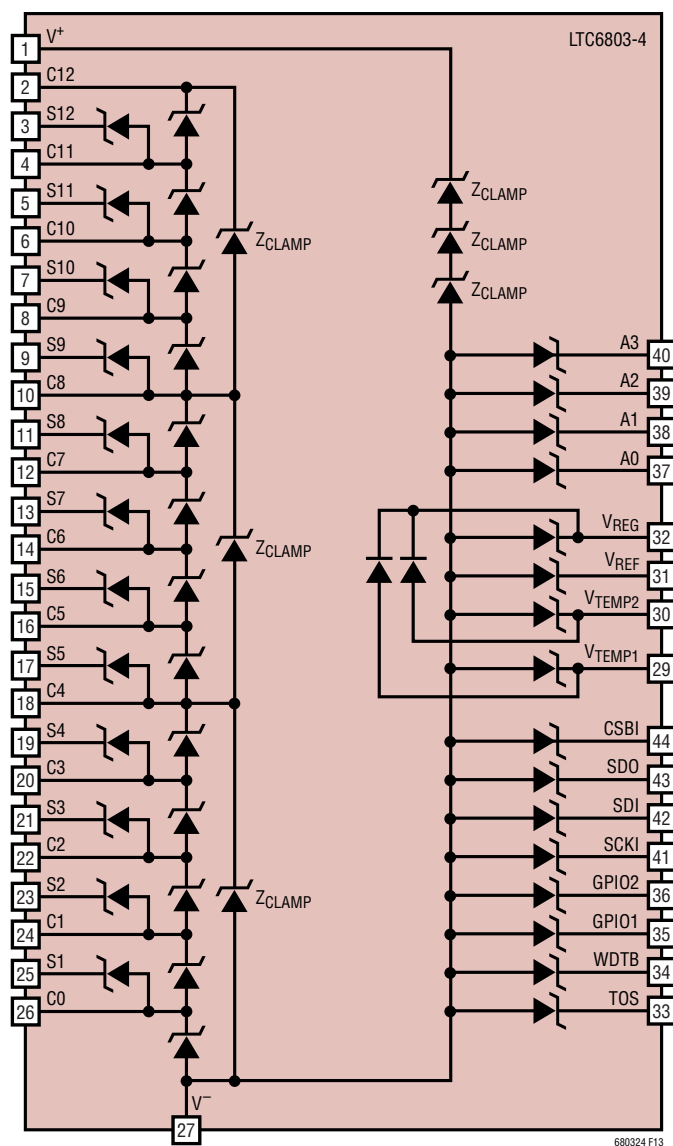 LTC6803-4
1 V+
2 C12
3 S12
4 C11
5 S11
6 C10
7 S10
8 C9
9 S9
10 C8
11 S8
12 C7
13 S7
14 C6
15 S6
16 C5
17 S5
18 C4
19 S4
20 C3
21 S3
22 C2
23 S2
24 C1
25 S1
26 C0
V−
27
ZCLAMP
ZCLAMP
ZCLAMP
ZCLAMP
ZCLAMP
ZCLAMP
A3 40
A2 39
A1 38
A0 37
VREG 32
VREF 31
VTEMP2 30
VTEMP1 29
CSBI 44
SDO 43
SDI 42
SCKI 41
GPIO2 36
GPIO1 35
WDTB 34
TOS 33
680324 F13